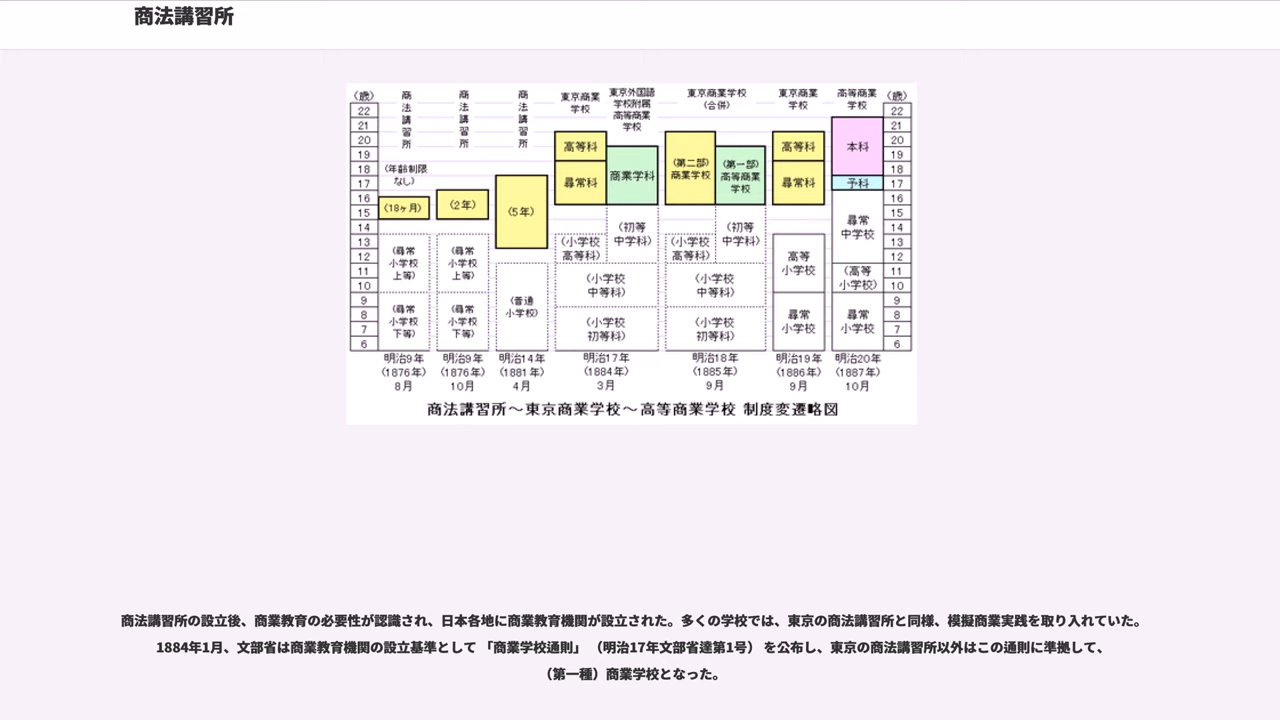 商法講習所
（歳）
22
21
20
19
18
17
16
15
14
13
12
11
10
9
8
7
6
商法講習所
（年齢制限
なし）
（18ヶ月）
（尋常
小学校
上等）
（尋常
小学校
下等）
明治9年
（1876年）
8月
商法講習所
（2年）
（尋常
小学校
上等）
（尋常
小学校
下等）
明治9年
（1876年）
10月
商法講習所
（5年）
（普通
小学校）
明治14年
（1881年）
4月
東京商業
学校
高等科
尋常科
（小学校
高等科）
東京外国語
学校附属
高等商業
学校
商業学科
（初等
中学科）
（小学校
中等科）
（小学校
初等科）
明治17年
（1884年）
3月
東京商業学校
（合併）
（第二部）
商業学校
（第一部）
高等商業
学校
（小学校
高等科）
（初等
中学科）
（小学校
中等科）
（小学校
初等科）
明治18年
（1885年）
9月
東京商業
学校
高等科
尋常科
高等
小学校
尋常
小学校
明治19年
（1886年）
9月
高等商業
学校
本科
予科
尋常
中学校
（高等
小学校）
尋常
小学校
明治20年
（1887年）
10月
（歳）
22
21
20
19
18
17
16
15
14
13
12
11
10
9
8
7
6
商法講習所～東京商業学校～高等商業学校 制度変遷略図
商法講習所の設立後、商業教育の必要性が認識され、日本各地に商業教育機関が設立された。多くの学校では、東京の商法講習所と同様、模擬商業実践を取り入れていた。
1884年1月、文部省は商業教育機関の設立基準として 「商業学校通則」 （明治17年文部省達第1号） を公布し、東京の商法講習所以外はこの通則に準拠して、
（第一種）商業学校となった。